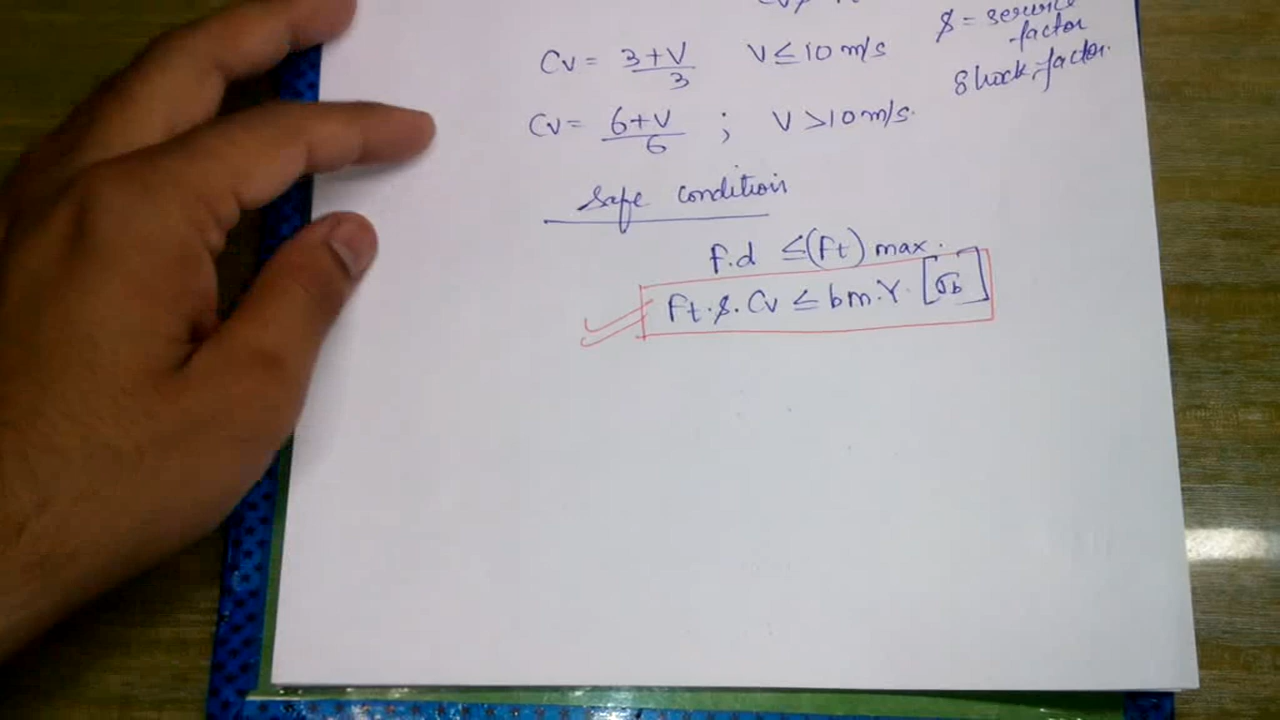 Cv = 3+V/3 V ≤ 10 m/s
S = service factor
Shock factor.
Cv = 6+V/6 ; V > 10 m/s.
Safe condition
F.d ≤ (Ft) max.
Ft.S.Cv ≤ bm.Y.[σb]